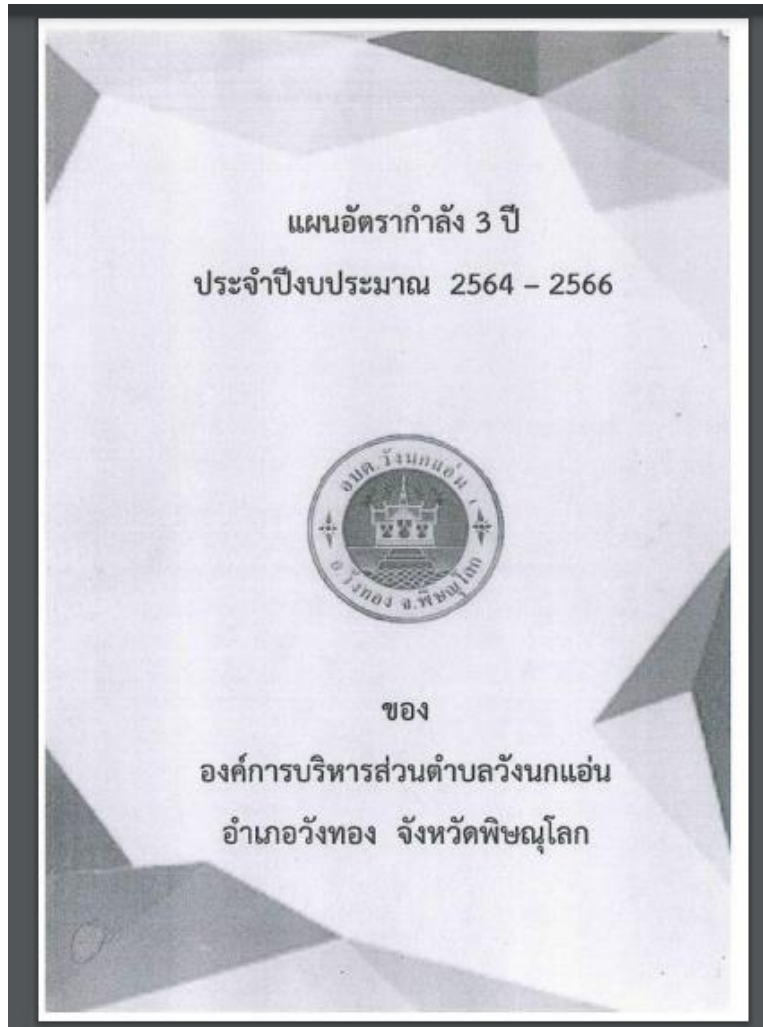 แผนอัตรากำลัง 3 ปี
ประจำปีงบประมาณ 2564 – 2566
อบต.วังนกแอ่น
อ.วังทอง จ.พิษณุโลก
ของ
องค์การบริหารส่วนตำบลวังนกแอ่น
อำเภอวังทอง จังหวัดพิษณุโลก